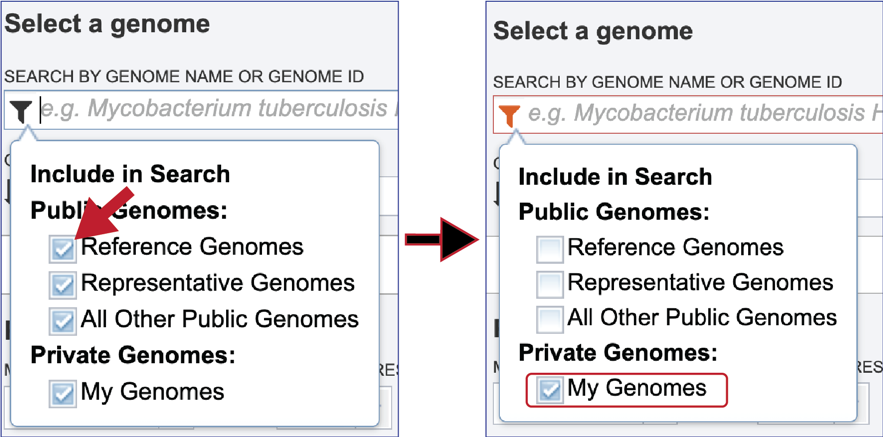 Select a genome
SEARCH BY GENOME NAME OR GENOME ID
e.g. Mycobacterium tuberculosis
Include in Search
Public Genomes:
Reference Genomes
Representative Genomes
All Other Public Genomes
Private Genomes:
My Genomes
Select a genome
SEARCH BY GENOME NAME OR GENOME ID
e.g. Mycobacterium tuberculosis H
Include in Search
Public Genomes:
Reference Genomes
Representative Genomes
All Other Public Genomes
Private Genomes:
My Genomes